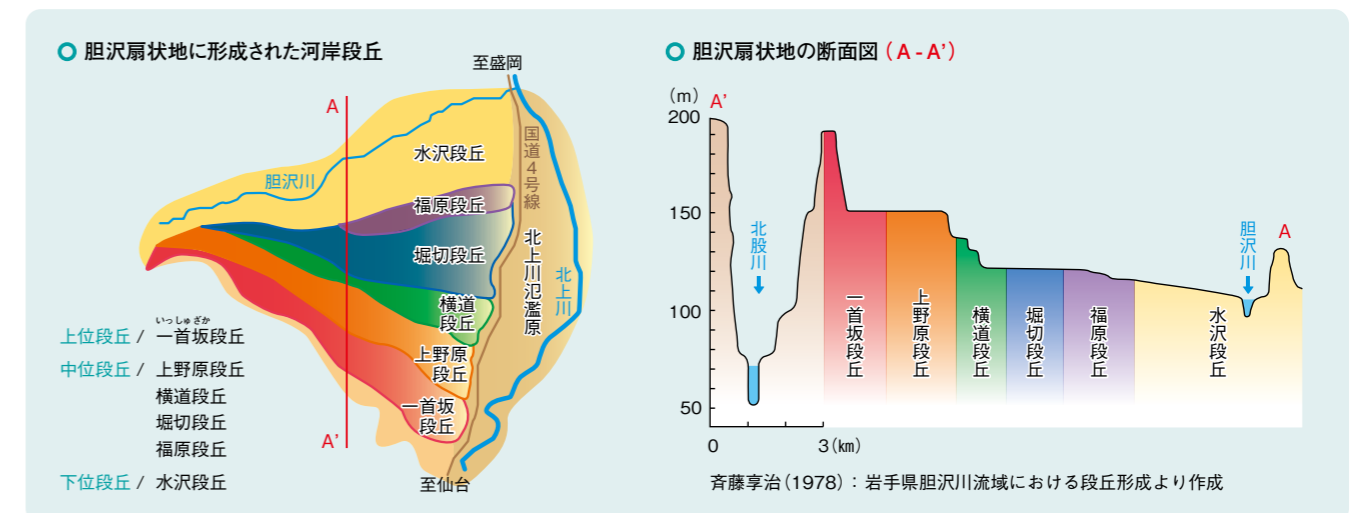 胆沢扇状地に形成された河岸段丘
至盛岡
A
国道4号線
水沢段丘
胆沢川
福原段丘
堀切段丘
北上川氾濫原
北上川
横道
段丘
上野原
段丘
一首坂
段丘
A’
至仙台
いっしゅざか
上位段丘 / 一首坂段丘
中位段丘 / 上野原段丘
横道段丘
堀切段丘
福原段丘
下位段丘 / 水沢段丘
胆沢扇状地の断面図(A-A’)
(m)
A’
200
150
100
50
0
3(km)
北股川
一首坂段丘
上野原段丘
横道段丘
堀切段丘
福原段丘
水沢段丘
胆沢川
A
斉藤享治(1978):岩手県胆沢川流域における段丘形成より作成